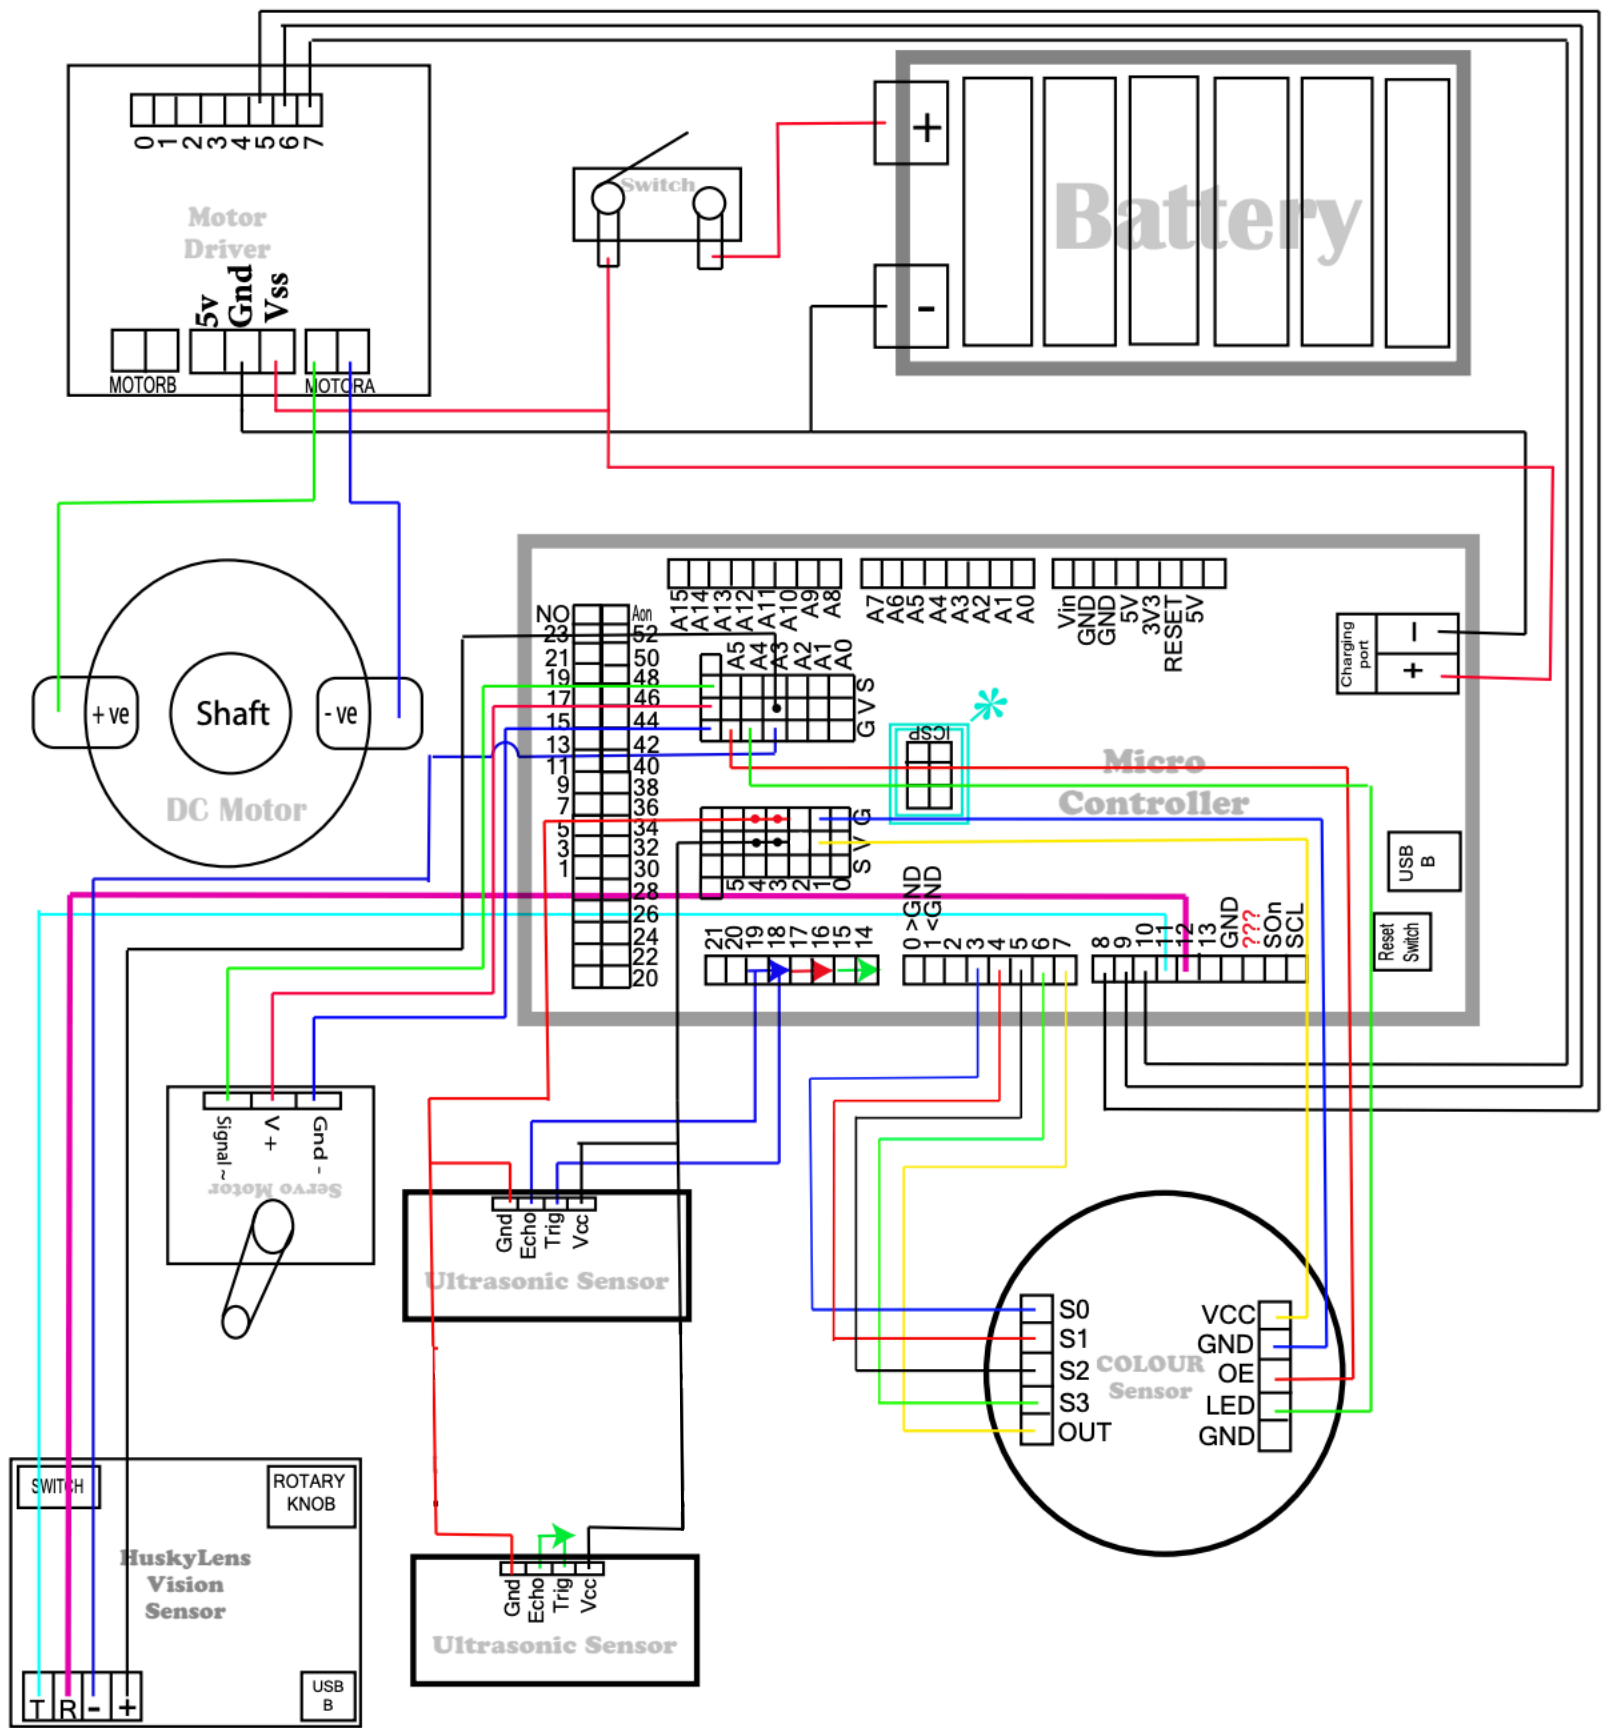 0 1 2 3 4 5 6 7
Motor
Driver
5v
Gnd
Vss
MOTORB
MOTORA
Switch
+
-
Battery
+ ve
Shaft
- ve
DC Motor
A15 A14 A13 A12 A11 A10 A9 A8
A7 A6 A5 A4 A3 A2 A1 A0
Vin GND GND 5V 3V3 RESET 5V
NO
23
21
19
17
15
13
11
9
7
5
3
1
Aon
52
50
48
46
44
42
40
38
36
34
32
30
28
26
24
22
20
A5 A4 A3 A2 A1 A0
G V S
ICSP
Charging
port
-
+
Micro
Controller
S V G
5 4 3 2 1 0
USB
B
Reset
Switch
21 20 19 18 17 16 15 14
0 >GND
1 <GND
2 3 4 5 6 7
8 9 10 11 12 13 GND ??? SOn SCL
Signal ~
V +
Gnd -
Servo Motor
Gnd
Echo
Trig
Vcc
Ultrasonic Sensor
S0
S1
S2
S3
OUT
COLOUR
Sensor
VCC
GND
OE
LED
GND
SWITCH
ROTARY
KNOB
HuskyLens
Vision
Sensor
T R - +
USB
B
Gnd
Echo
Trig
Vcc
Ultrasonic Sensor